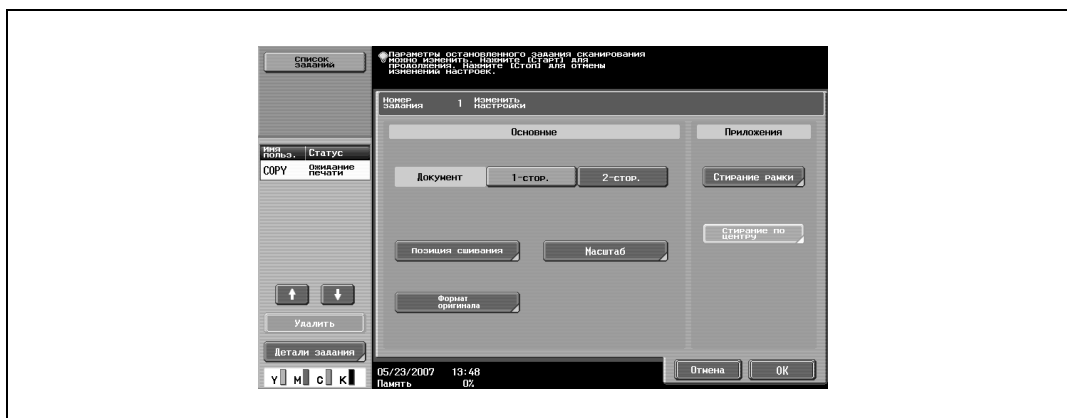 Список
заданий
Параметры остановленного задания сканирования
можно изменить. Нажмите [Старт] для
продолжения. Нажмите [Стоп] для отмены
изменений настроек.
Номер
задания 1 Изменить
настройки
Основные
Приложения
Имя
польз. Статус
COPY Ожидание
печати
Документ 1-стор. 2-стор.
Стирание рамки
Стирание по
центру
Позиция сшивания Масштаб
Формат
оригинала
Удалить
Детали задания
Y M C K
05/23/2007 13:48
Память 0%
Отмена OK